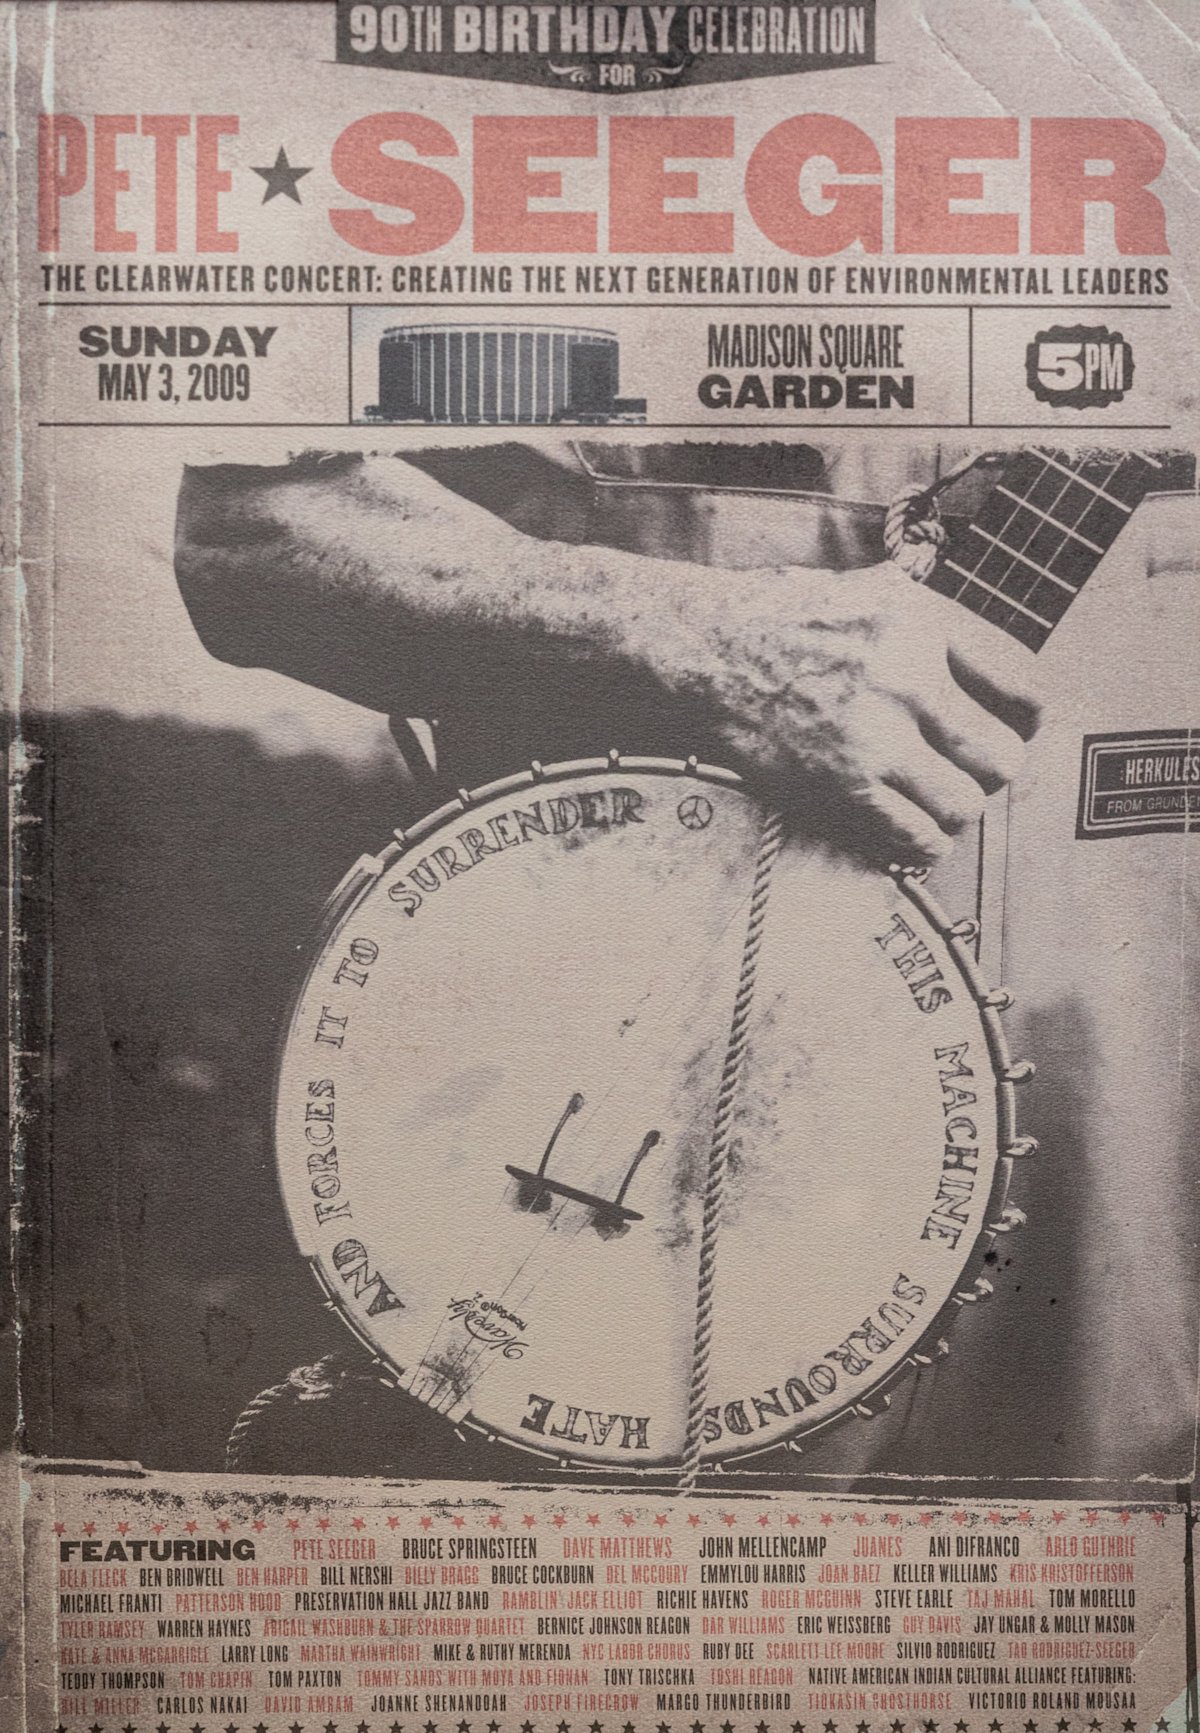 90TH BIRTHDAY CELEBRATION
FOR
PETE ★ SEEGER
THE CLEARWATER CONCERT: CREATING THE NEXT GENERATION OF ENVIRONMENTAL LEADERS
SUNDAY
MAY 3, 2009
MADISON SQUARE
GARDEN
5PM
HERKULES
FROM GRUNDE
THIS MACHINE SURROUNDS HATE AND FORCES IT TO SURRENDER
FEATURING PETE SEEGER BRUCE SPRINGSTEEN DAVE MATTHEWS JOHN MELLENCAMP JUANES ANI DIFRANCO ARLO GUTHRIE
BELA FLECK BEN BRIDWELL BEN HARPER BILL NERSHI BILLY BRAGG BRUCE COCKBURN DEL MCCOURY EMMYLOU HARRIS JOAN BAEZ KELLER WILLIAMS KRIS KRISTOFFERSON
MICHAEL FRANTI PATTERSON HOOD PRESERVATION HALL JAZZ BAND RAMBLIN' JACK ELLIOT RICHIE HAVENS ROGER MCGUINN STEVE EARLE TAJ MAHAL TOM MORELLO
TYLER RAMSEY WARREN HAYNES ABIGAIL WASHBURN & THE SPARROW QUARTET BERNICE JOHNSON REAGON DAR WILLIAMS ERIC WEISSBERG GUY DAVIS JAY UNGAR & MOLLY MASON
KATE & ANNA MCGARRIGLE LARRY LONG MARTHA WAINWRIGHT MIKE & RUTHY MERENDA NYC LABOR CHORUS RUBY DEE SCARLETT LEE MOORE SILVIO RODRIGUEZ TAO RODRIGUEZ-SEEGER
TEDDY THOMPSON TOM CHAPIN TOM PAXTON TOMMY SANDS WITH MOYA AND FIONAN TONY TRISCHKA TOSHI REAGON NATIVE AMERICAN INDIAN CULTURAL ALLIANCE FEATURING:
BILL MILLER CARLOS NAKAI DAVID AMRAM JOANNE SHENANDOAH JOSEPH FIRECROW MARGO THUNDERBIRD TIOKASIN GHOSTHORSE VICTORIO ROLAND MOUSAA